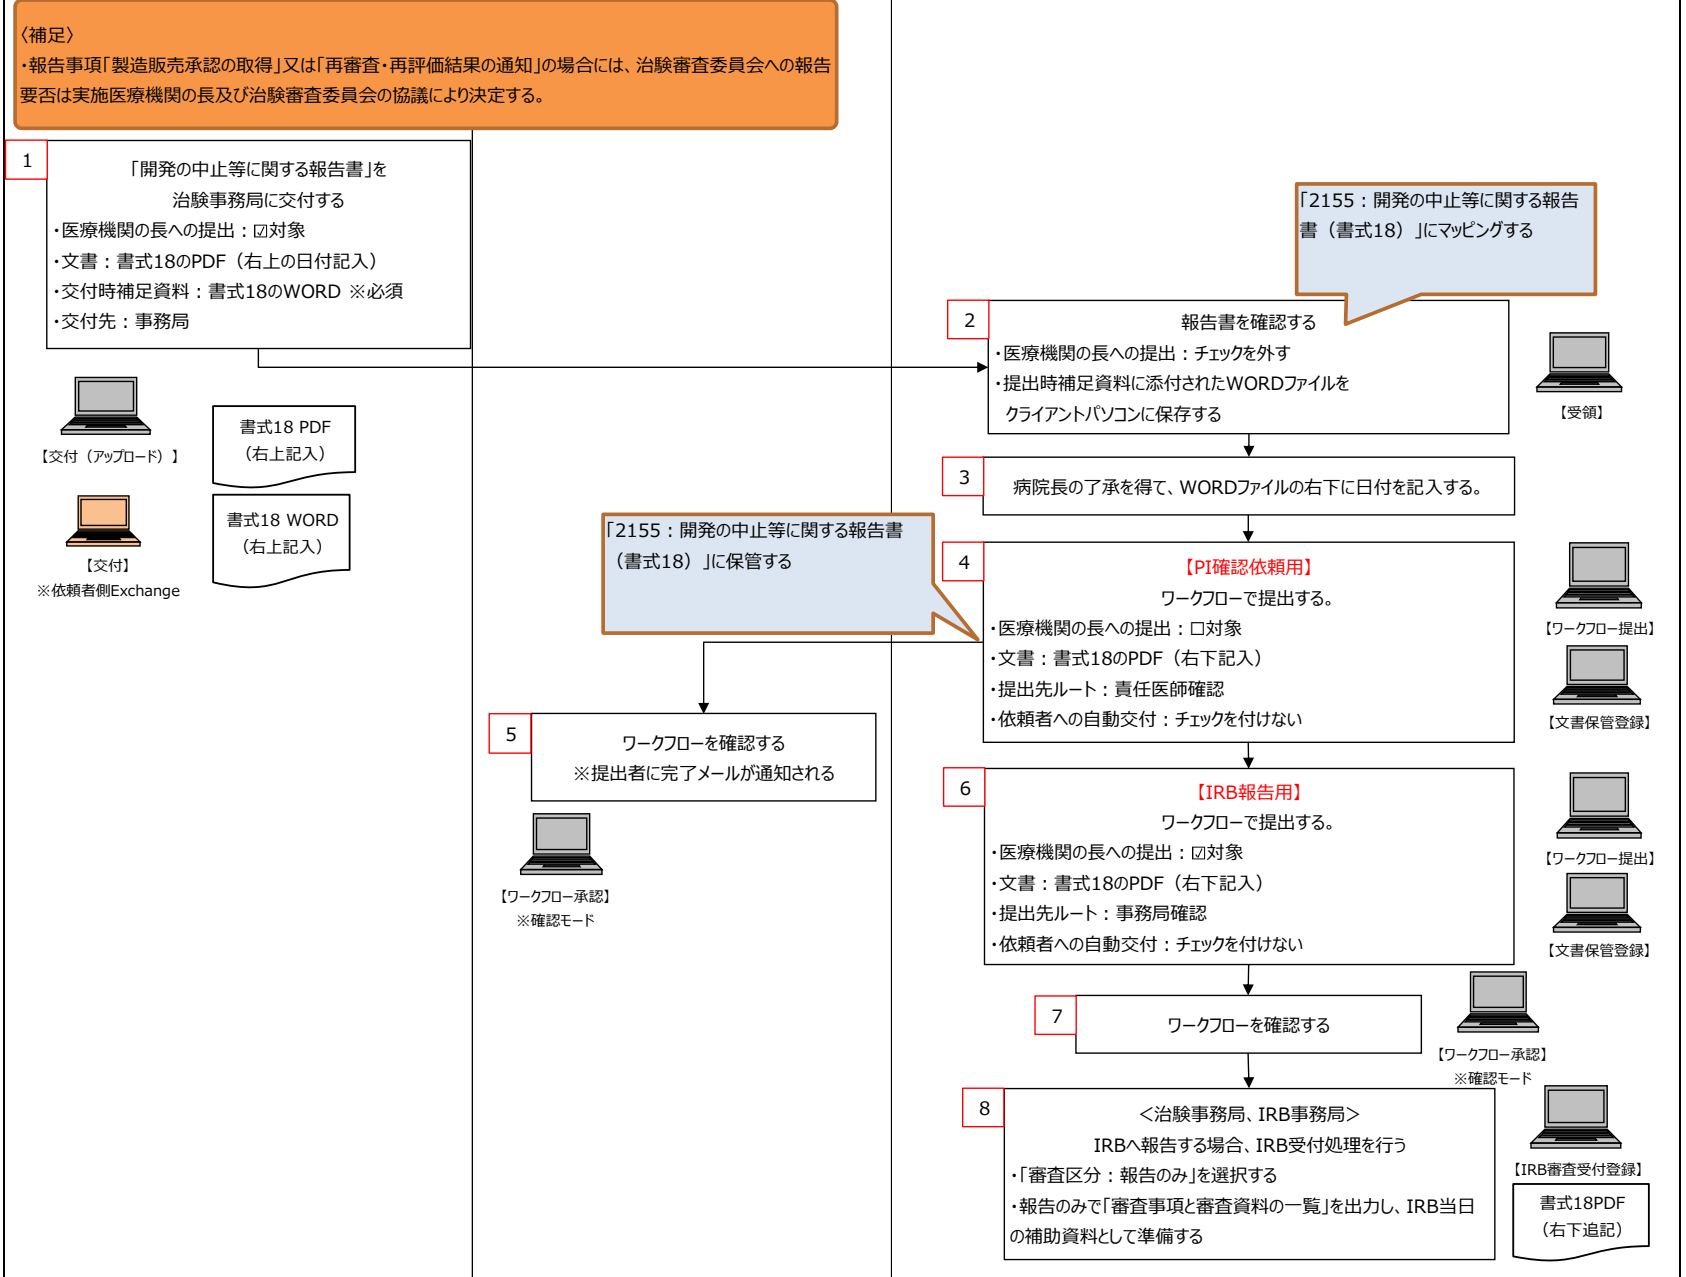 〈補足〉
・報告事項「製造販売承認の取得」又は「再審査・再評価結果の通知」の場合には、治験審査委員会への報告
要否は実施医療機関の長及び治験審査委員会の協議により決定する。
1
「開発の中止等に関する報告書」を
治験事務局に交付する
・医療機関の長への提出：☑対象
・文書：書式18のPDF（右上の日付記入）
・交付時補足資料：書式18のWORD ※必須
・交付先：事務局
【交付（アップロード）】
書式18 PDF
（右上記入）
【交付】
※依頼者側Exchange
書式18 WORD
（右上記入）
「2155：開発の中止等に関する報告
書（書式18）」にマッピングする
2
報告書を確認する
・医療機関の長への提出：チェックを外す
・提出時補足資料に添付されたWORDファイルを
クライアントパソコンに保存する
【受領】
3
病院長の了承を得て、WORDファイルの右下に日付を記入する。
「2155：開発の中止等に関する報告書
（書式18）」に保管する
4
【PI確認依頼用】
ワークフローで提出する。
・医療機関の長への提出：□対象
・文書：書式18のPDF（右下記入）
・提出先ルート：責任医師確認
・依頼者への自動交付：チェックを付けない
【ワークフロー提出】
【文書保管登録】
5
ワークフローを確認する
※提出者に完了メールが通知される
【ワークフロー承認】
※確認モード
6
【IRB報告用】
ワークフローで提出する。
・医療機関の長への提出：☑対象
・文書：書式18のPDF（右下記入）
・提出先ルート：事務局確認
・依頼者への自動交付：チェックを付けない
【ワークフロー提出】
【文書保管登録】
7
ワークフローを確認する
【ワークフロー承認】
※確認モード
8
＜治験事務局、IRB事務局＞
IRBへ報告する場合、IRB受付処理を行う
・「審査区分：報告のみ」を選択する
・報告のみで「審査事項と審査資料の一覧」を出力し、IRB当日
の補助資料として準備する
【IRB審査受付登録】
書式18PDF
（右下追記）